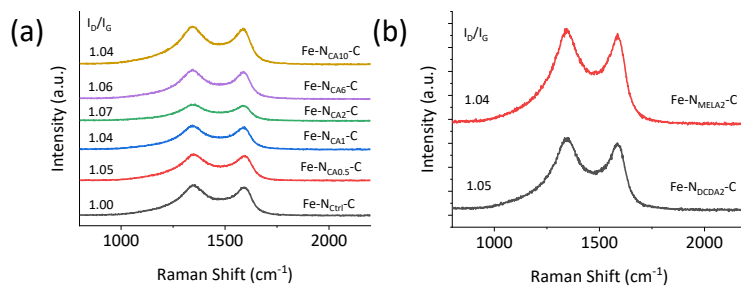 (a)
I_D/I_G
1.04 Fe-N_CA10-C
1.06 Fe-N_CA6-C
1.07 Fe-N_CA2-C
1.04 Fe-N_CA1-C
1.05 Fe-N_CA0.5-C
1.00 Fe-N_Ctrl-C
Intensity (a.u.)
1000 1500 2000
Raman Shift (cm⁻¹)
(b)
I_D/I_G
1.04 Fe-N_MELA2-C
1.05 Fe-N_DCDA2-C
Intensity (a.u.)
1000 1500 2000
Raman Shift (cm⁻¹)